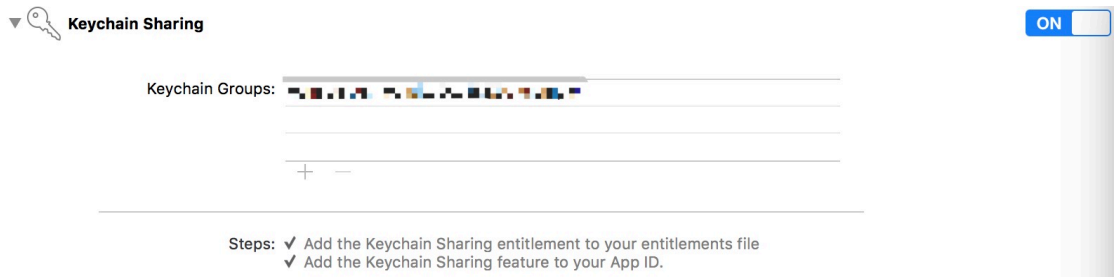 Keychain Sharing
ON
Keychain Groups:
Steps: ✓ Add the Keychain Sharing entitlement to your entitlements file
✓ Add the Keychain Sharing feature to your App ID.